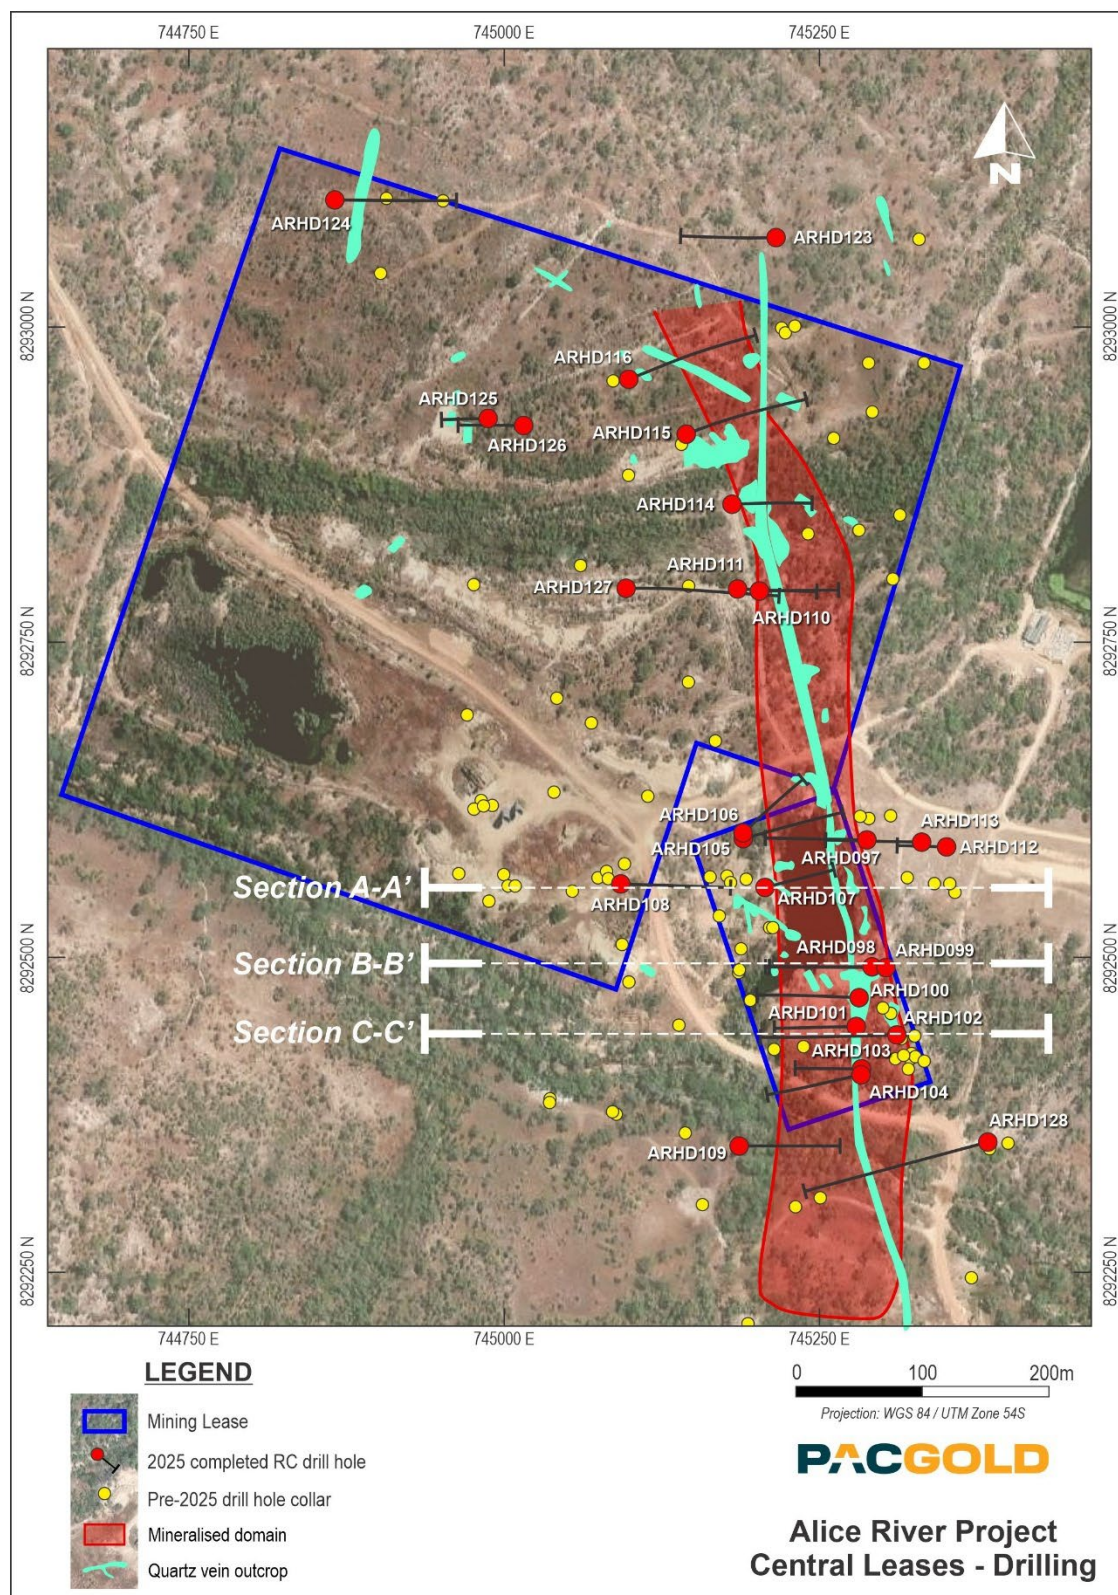 744750 E
745000 E
745250 E
N
8293000 N
8293000 N
8292750 N
8292750 N
8292500 N
8292500 N
8292250 N
8292250 N
ARHD124
ARHD123
ARHD116
ARHD125
ARHD126
ARHD115
ARHD114
ARHD111
ARHD127
ARHD110
ARHD106
ARHD113
ARHD105
ARHD112
ARHD097
Section A-A’
ARHD107
ARHD108
ARHD098
ARHD099
Section B-B’
ARHD100
ARHD101
ARHD102
Section C-C’
ARHD103
ARHD104
ARHD128
ARHD109
744750 E
745000 E
745250 E
LEGEND
Mining Lease
2025 completed RC drill hole
Pre-2025 drill hole collar
Mineralised domain
Quartz vein outcrop
0 100 200m
Projection: WGS 84 / UTM Zone 54S
PACGOLD
Alice River Project
Central Leases - Drilling